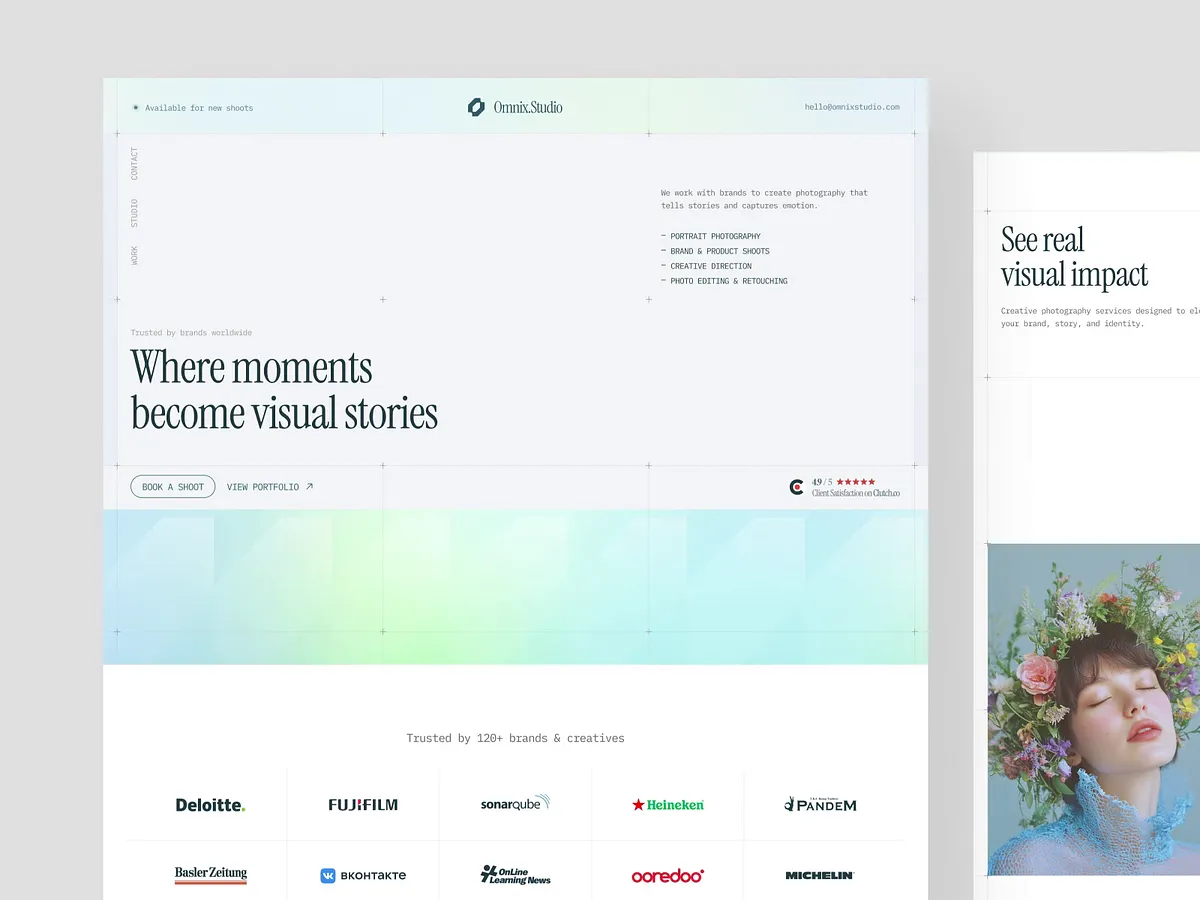 Available for new shoots
Omnix.Studio
hello@omnixstudio.com
CONTACT
STUDIO
WORK
We work with brands to create photography that
tells stories and captures emotion.
— PORTRAIT PHOTOGRAPHY
— BRAND & PRODUCT SHOOTS
— CREATIVE DIRECTION
— PHOTO EDITING & RETOUCHING
Trusted by brands worldwide
Where moments
become visual stories
BOOK A SHOOT
VIEW PORTFOLIO ↗
4.9 / 5 ★★★★★
Client Satisfaction on Clutch.co
Trusted by 120+ brands & creatives
Deloitte.
FUJIFILM
sonarqube
Heineken
PANDEM
Basler Zeitung
VK ВКОНТАКТЕ
OnLine
Learning News
ooredoo
MICHELIN
See real
visual impact
Creative photography services designed to el
your brand, story, and identity.